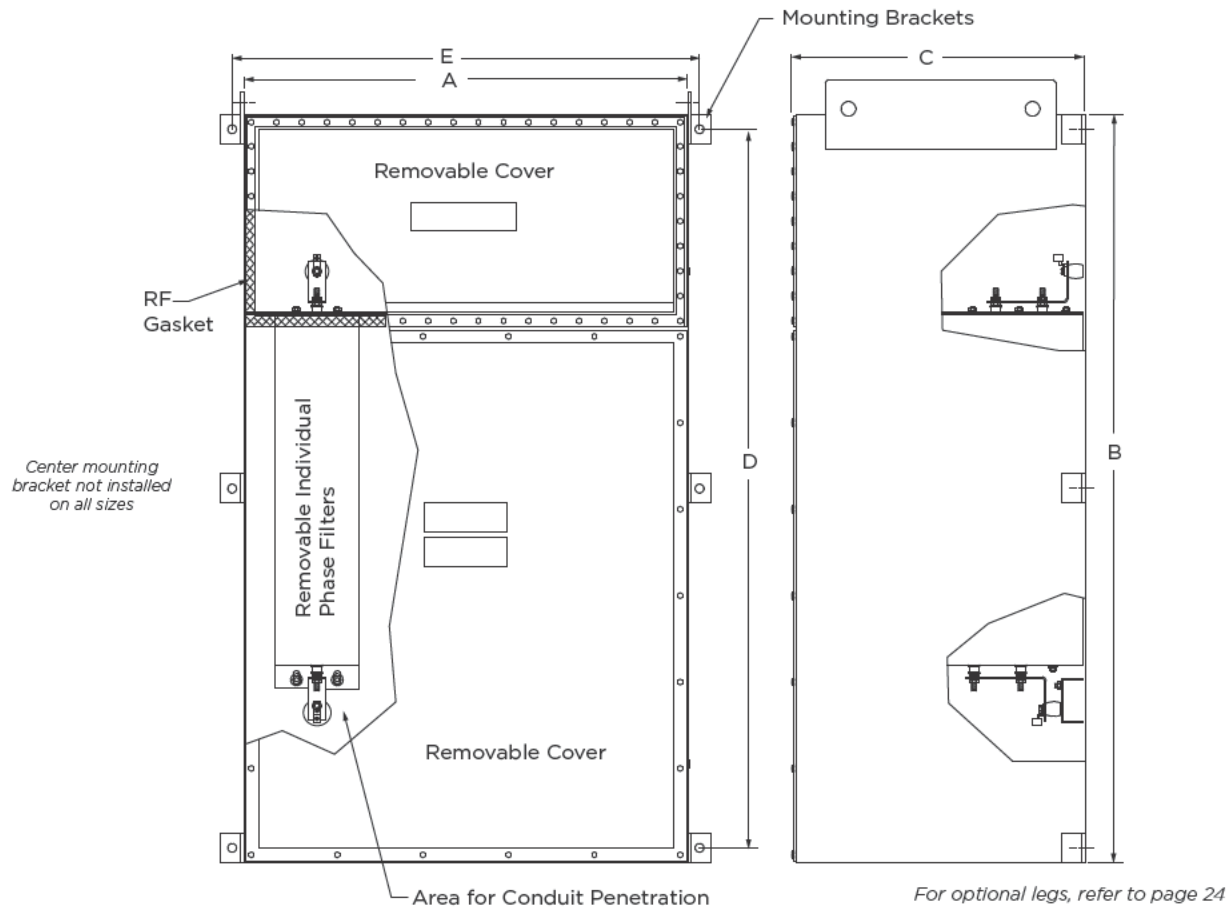 Mounting Brackets
E
A
C
Removable Cover
RF
Gasket
Removable Individual
Phase Filters
Center mounting
bracket not installed
on all sizes
D
B
Removable Cover
Area for Conduit Penetration
For optional legs, refer to page 24